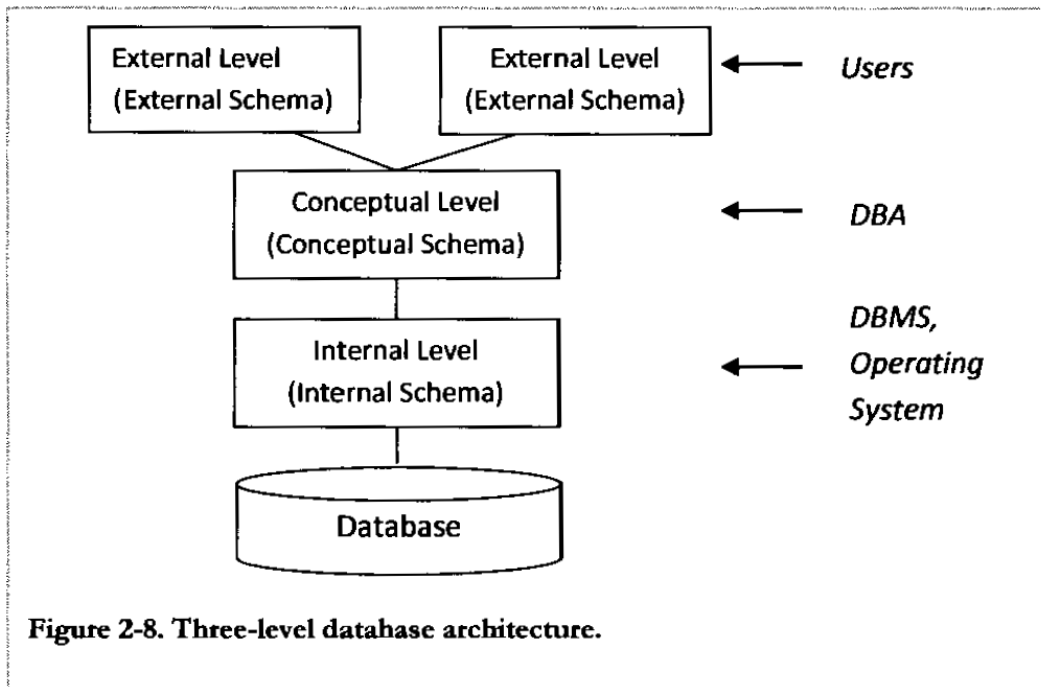 External Level
(External Schema)
External Level
(External Schema)
Users
Conceptual Level
(Conceptual Schema)
DBA
Internal Level
(Internal Schema)
DBMS,
Operating
System
Database
Figure 2-8. Three-level database architecture.